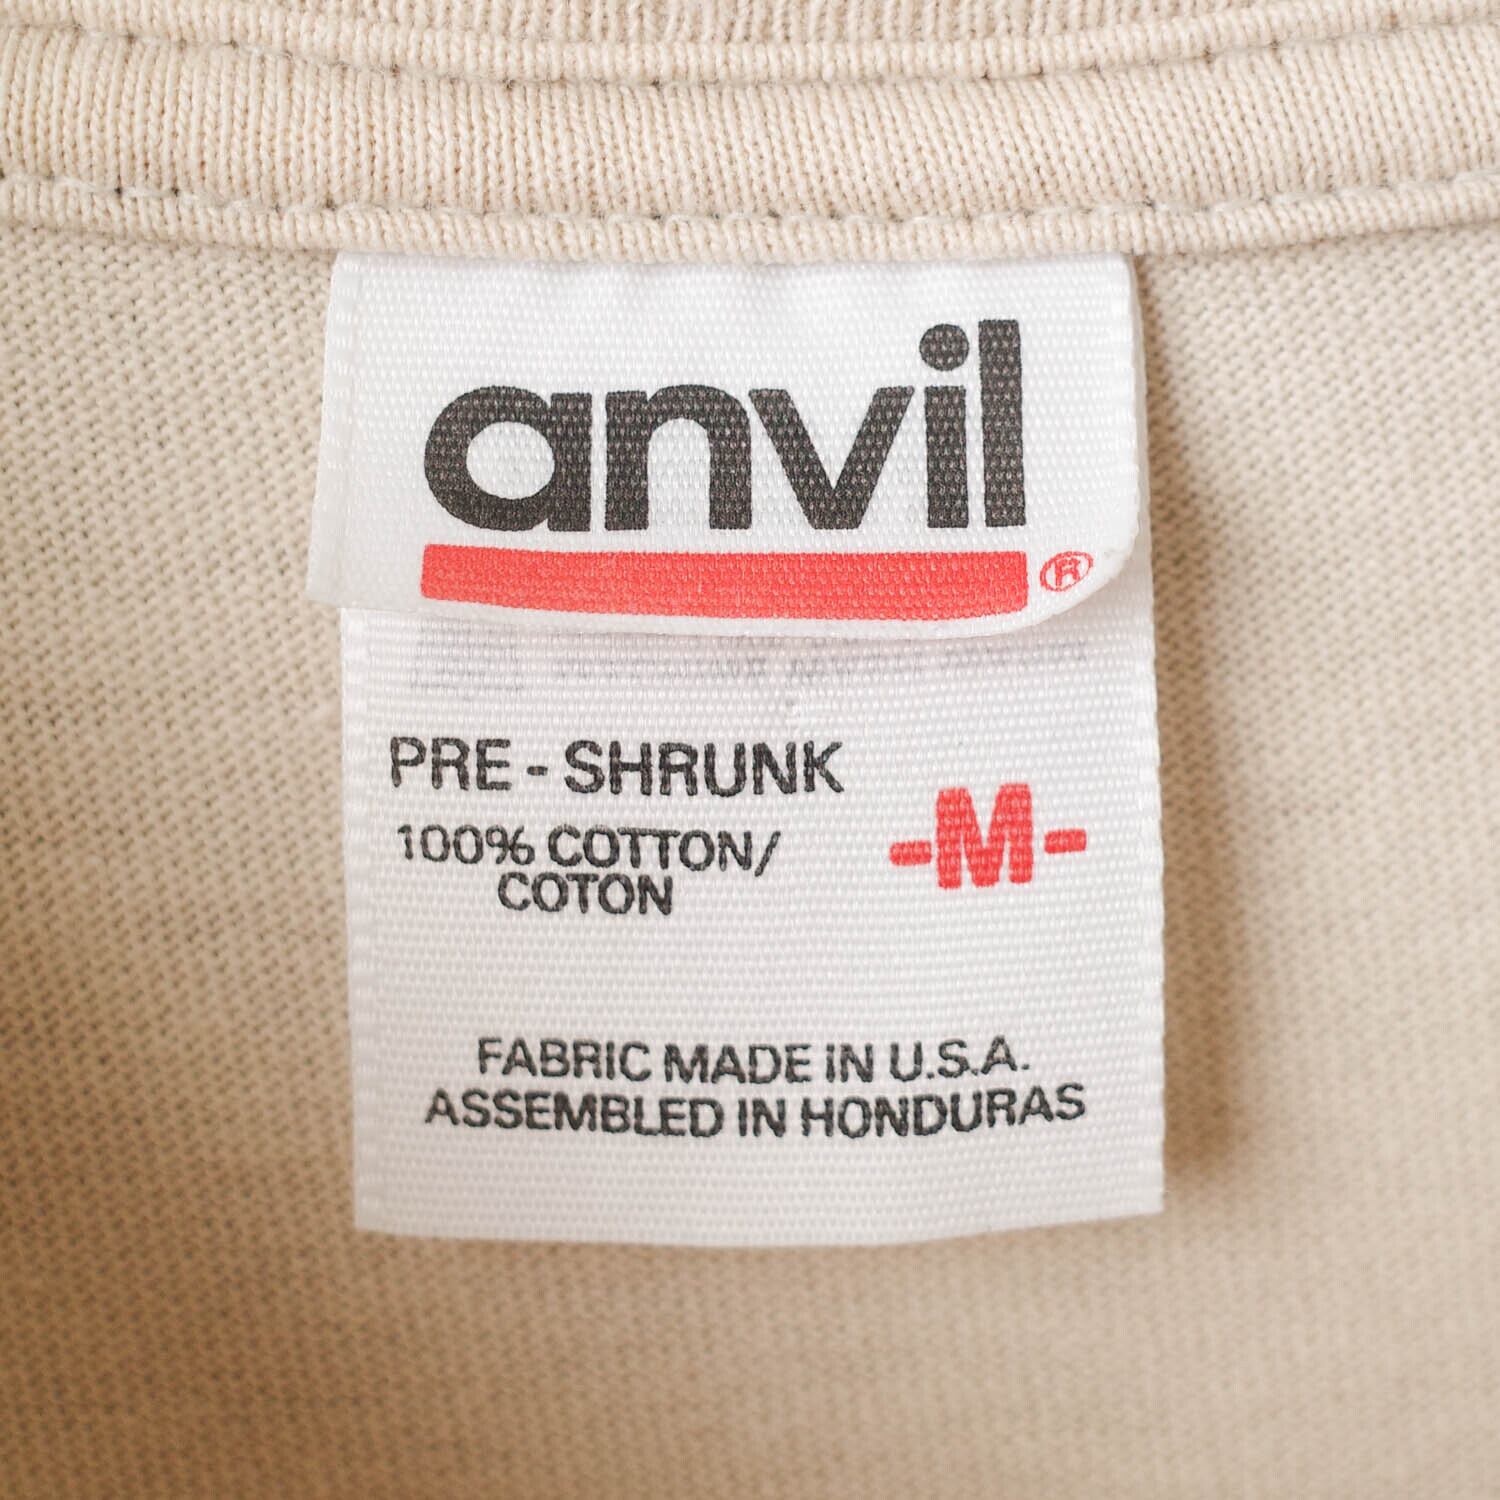 anvil
®
PRE-SHRUNK
100% COTTON/
COTON
-M-
FABRIC MADE IN U.S.A.
ASSEMBLED IN HONDURAS